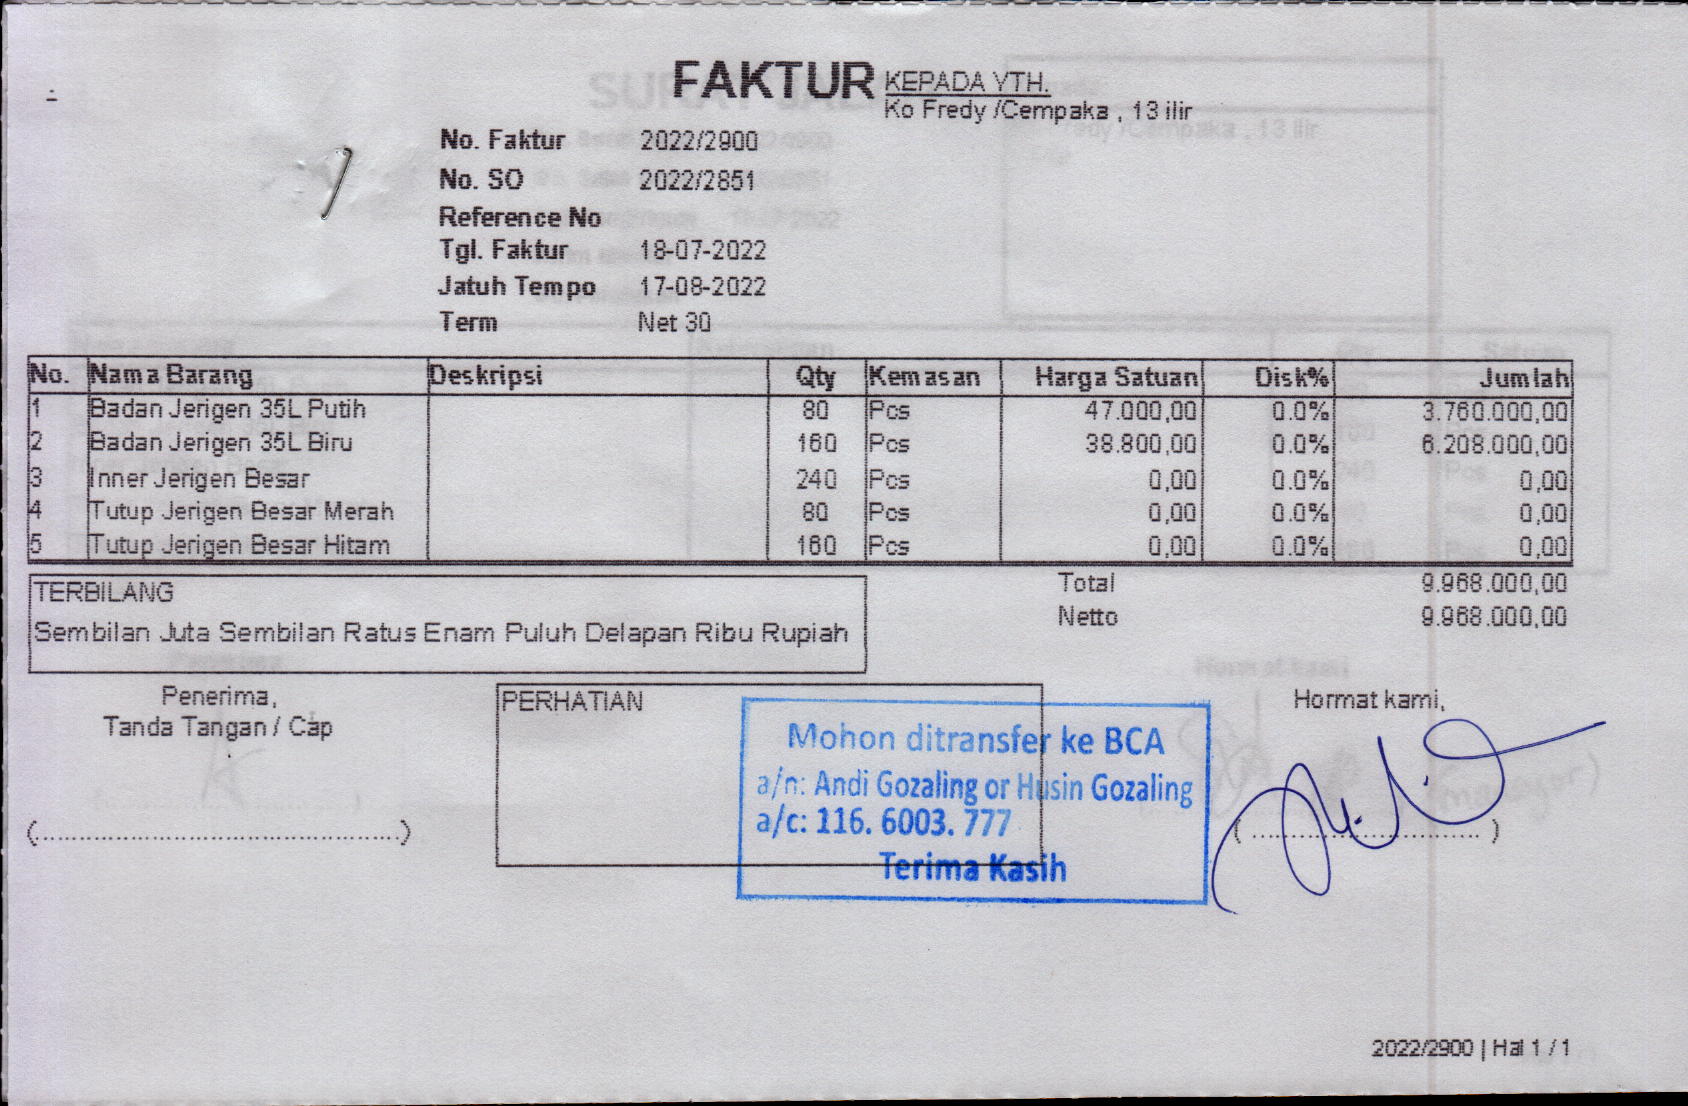 FAKTUR
KEPADA YTH.
Ko Fredy /Cempaka , 13 ilir
No. Faktur 2022/2900
No. SO 2022/2851
Reference No
Tgl. Faktur 18-07-2022
Jatuh Tempo 17-08-2022
Term Net 30
No. Nama Barang Deskripsi Qty Kemasan Harga Satuan Disk% Jumlah
1 Badan Jerigen 35L Putih 80 Pcs 47.000,00 0.0% 3.760.000,00
2 Badan Jerigen 35L Biru 160 Pcs 38.800,00 0.0% 6.208.000,00
3 Inner Jerigen Besar 240 Pcs 0,00 0.0% 0,00
4 Tutup Jerigen Besar Merah 80 Pcs 0,00 0.0% 0,00
5 Tutup Jerigen Besar Hitam 160 Pcs 0,00 0.0% 0,00
Total 9.968.000,00
Netto 9.968.000,00
TERBILANG
Sembilan Juta Sembilan Ratus Enam Puluh Delapan Ribu Rupiah
Penerima,
Tanda Tangan / Cap
(........................................)
PERHATIAN
Mohon ditransfer ke BCA
a/n: Andi Gozaling or Husin Gozaling
a/c: 116. 6003. 777
Terima Kasih
Hormat kami,
( ............................ )
2022/2900 | Hal 1 / 1